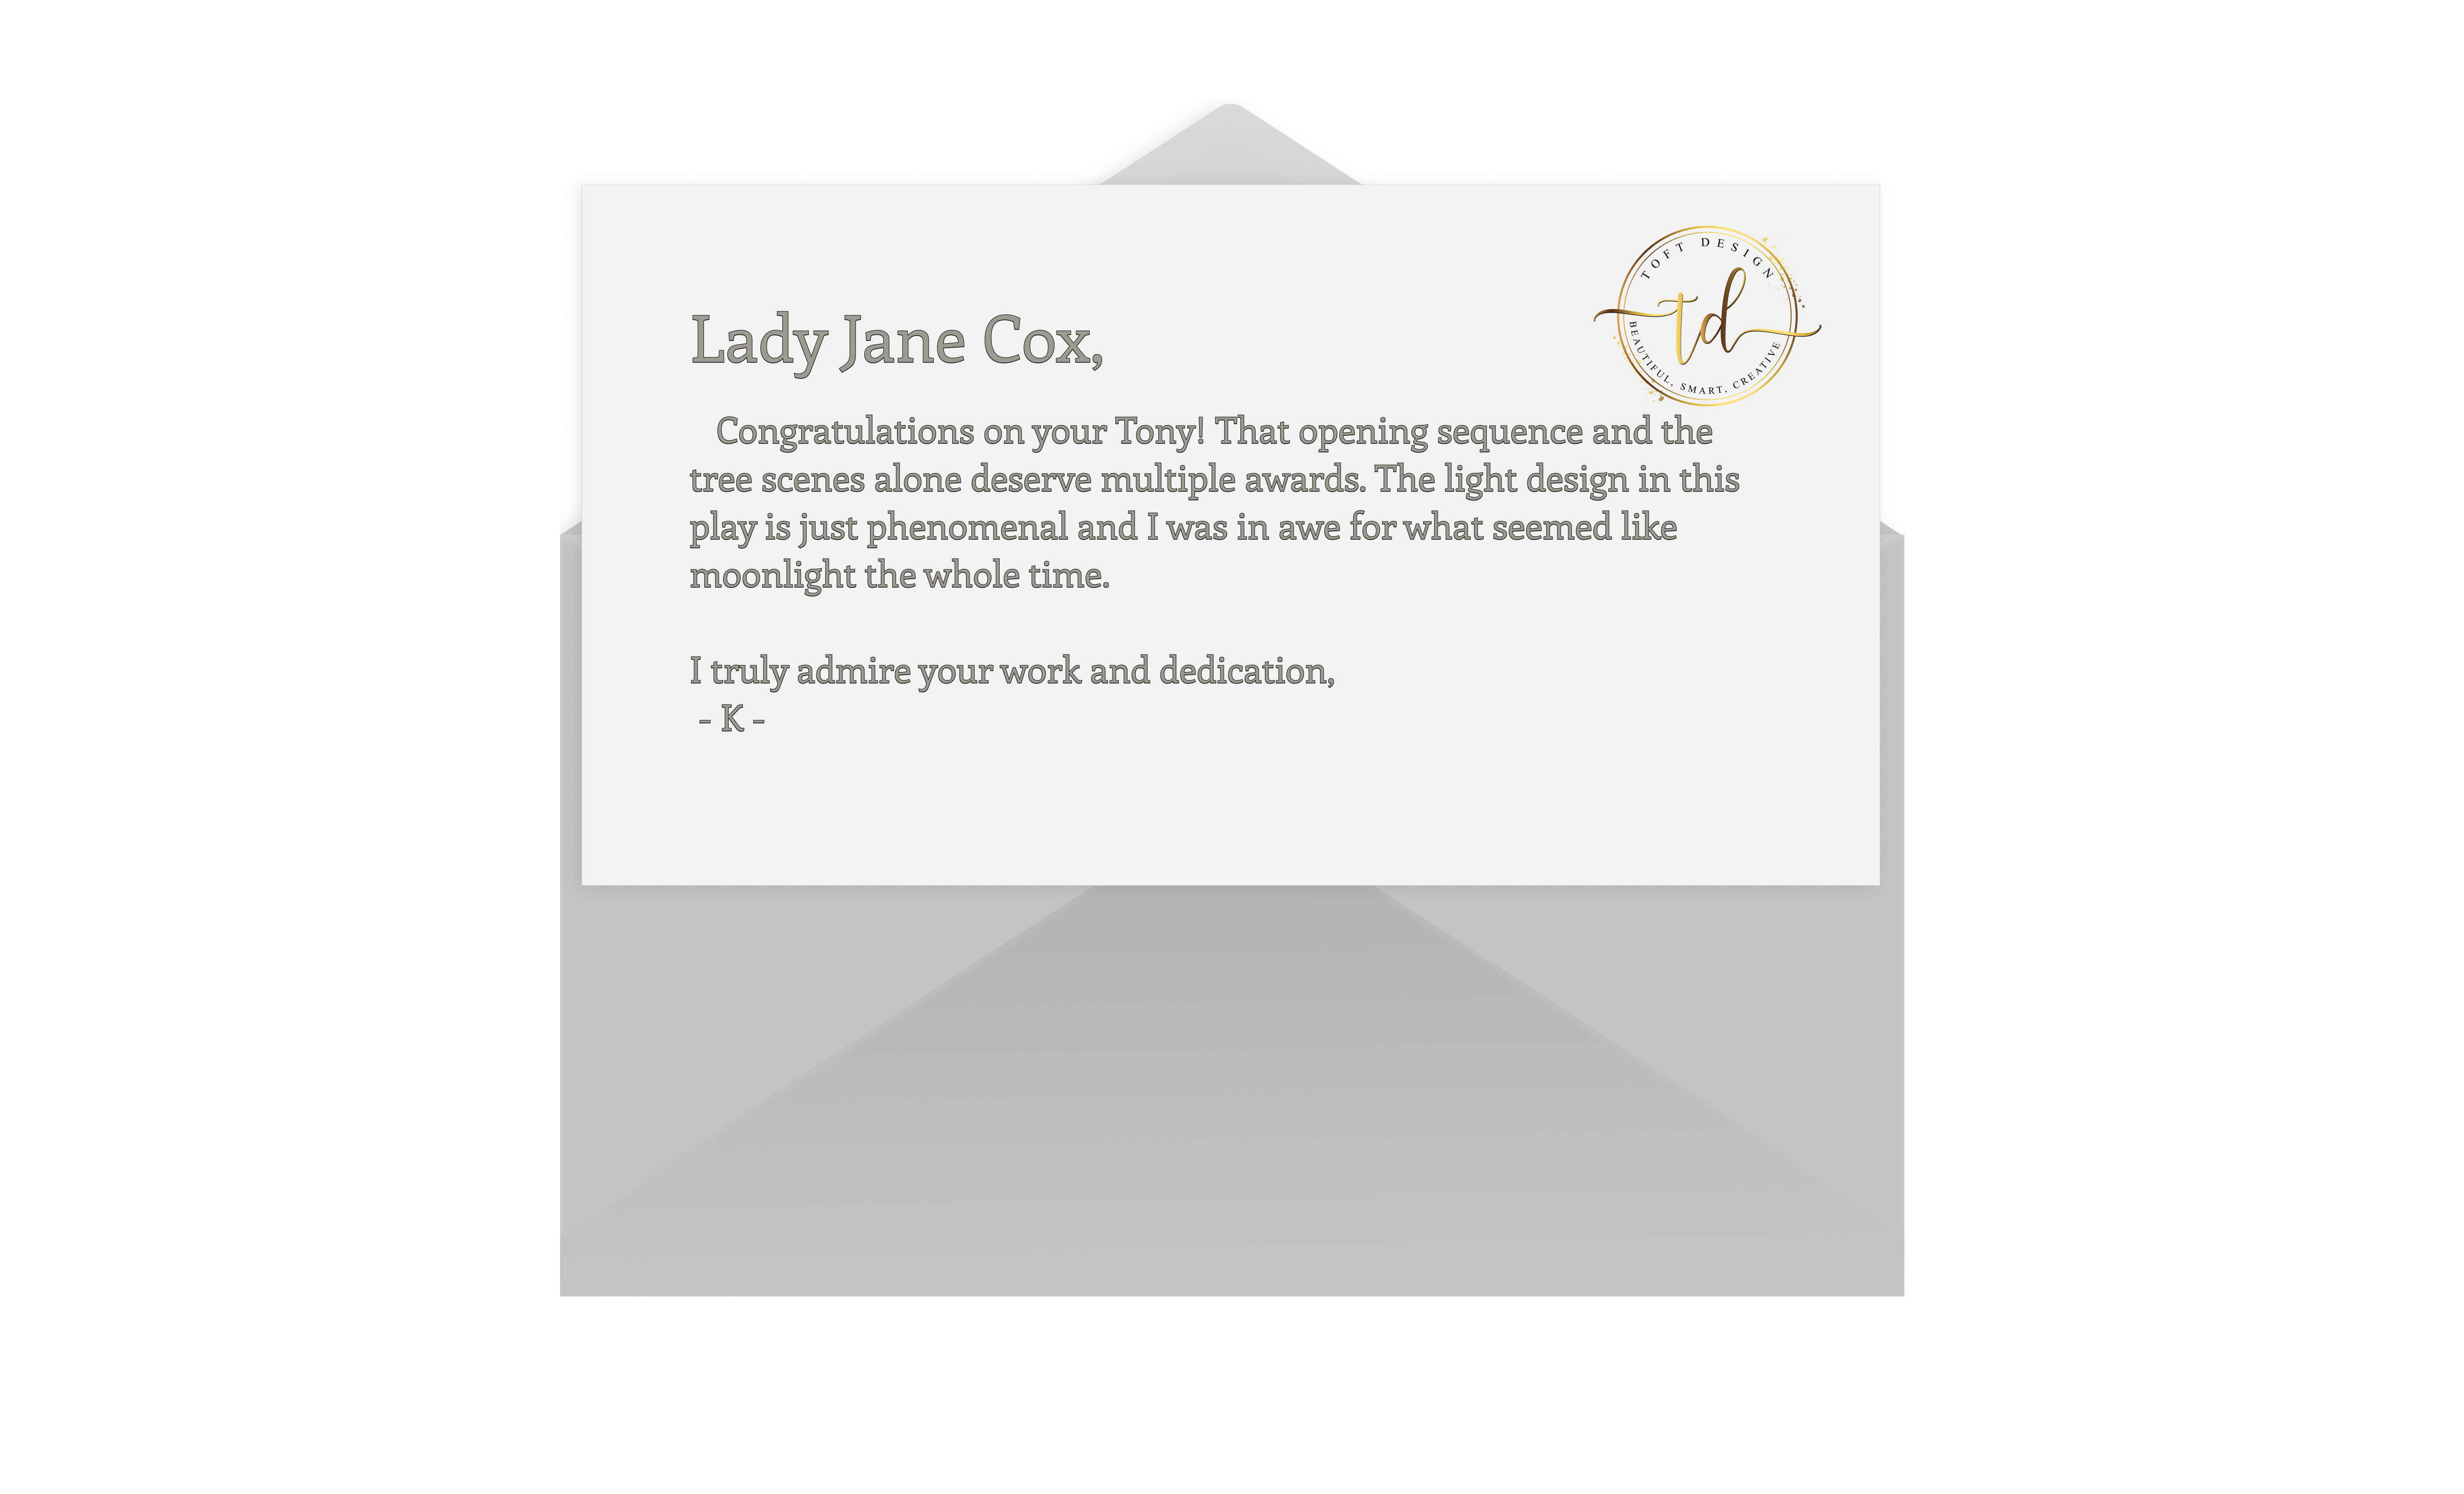 TOFT DESIGN
td
BEAUTIFUL, SMART, CREATIVE
Lady Jane Cox,
Congratulations on your Tony! That opening sequence and the
tree scenes alone deserve multiple awards. The light design in this
play is just phenomenal and I was in awe for what seemed like
moonlight the whole time.
I truly admire your work and dedication,
- K -